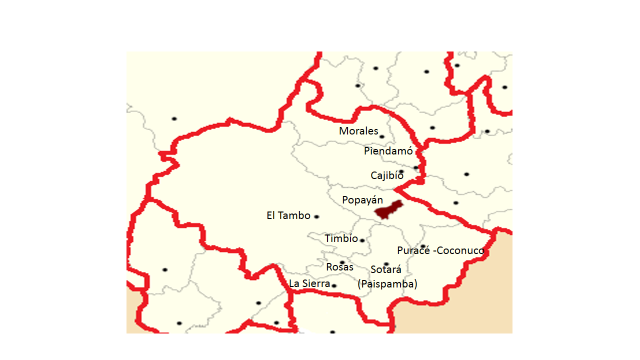 Morales
Piendamó
Cajibío
Popayán
El Tambo
Timbío
Puracé -Coconuco
Rosas
Sotará
(Paispamba)
La Sierra